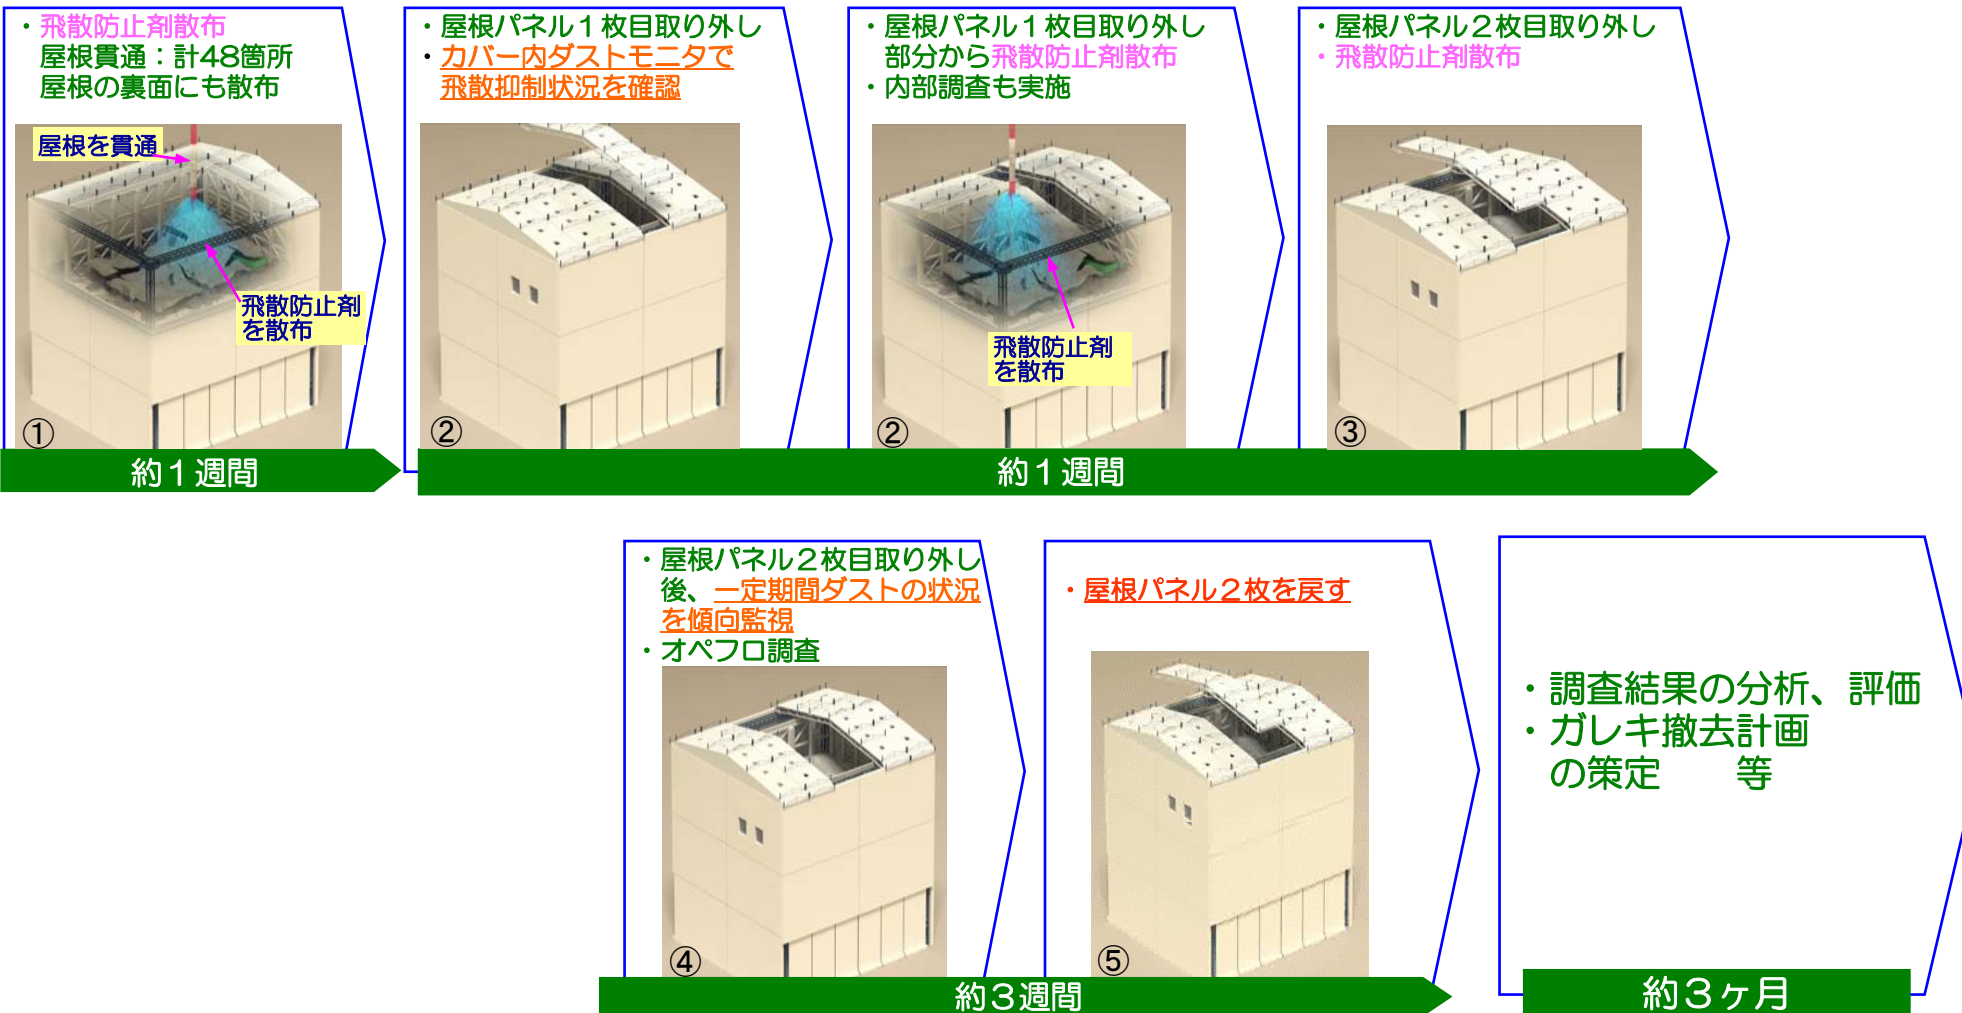 ・飛散防止剤散布
屋根貫通：計48箇所
屋根の裏面にも散布
屋根を貫通
飛散防止剤
を散布
①
約１週間
・屋根パネル１枚目取り外し
・カバー内ダストモニタで
飛散抑制状況を確認
②
・屋根パネル１枚目取り外し
部分から飛散防止剤散布
・内部調査も実施
飛散防止剤
を散布
②
・屋根パネル２枚目取り外し
・飛散防止剤散布
③
約１週間
・屋根パネル２枚目取り外し
後、一定期間ダストの状況
を傾向監視
・オペフロ調査
④
・屋根パネル２枚を戻す
⑤
約３週間
・調査結果の分析、評価
・ガレキ撤去計画
の策定　　等
約３ヶ月